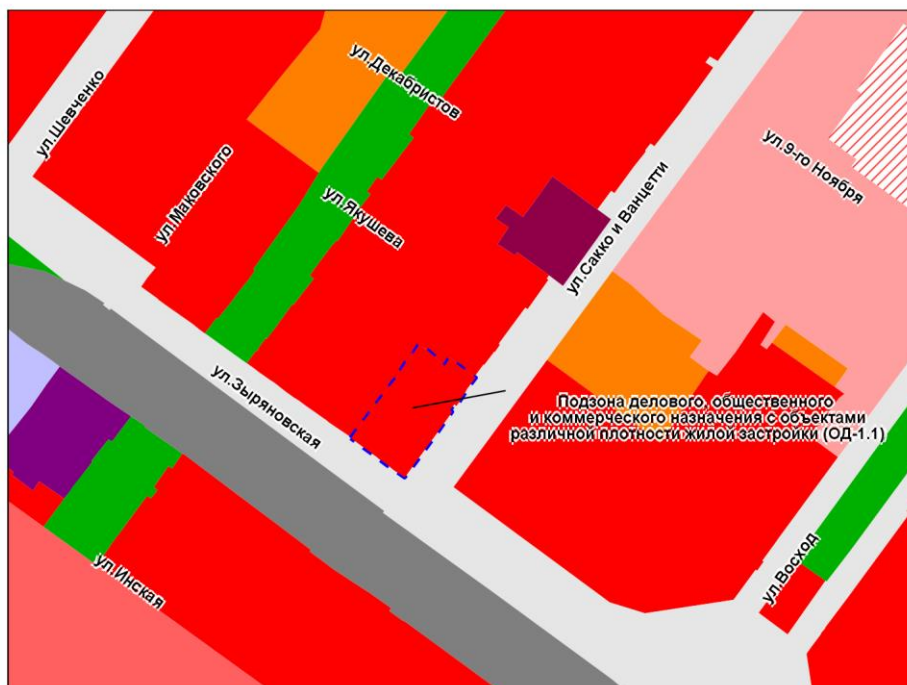 ул.Шевченко
ул.Декабристов
ул.Маковского
ул.Якушева
ул.9-го Ноября
ул.Сакко и Ванцетти
ул.Зыряновская
Подзона делового, общественного
и коммерческого назначения с объектами
различной плотности жилой застройки (ОД-1.1)
ул.Восход
ул.Инская